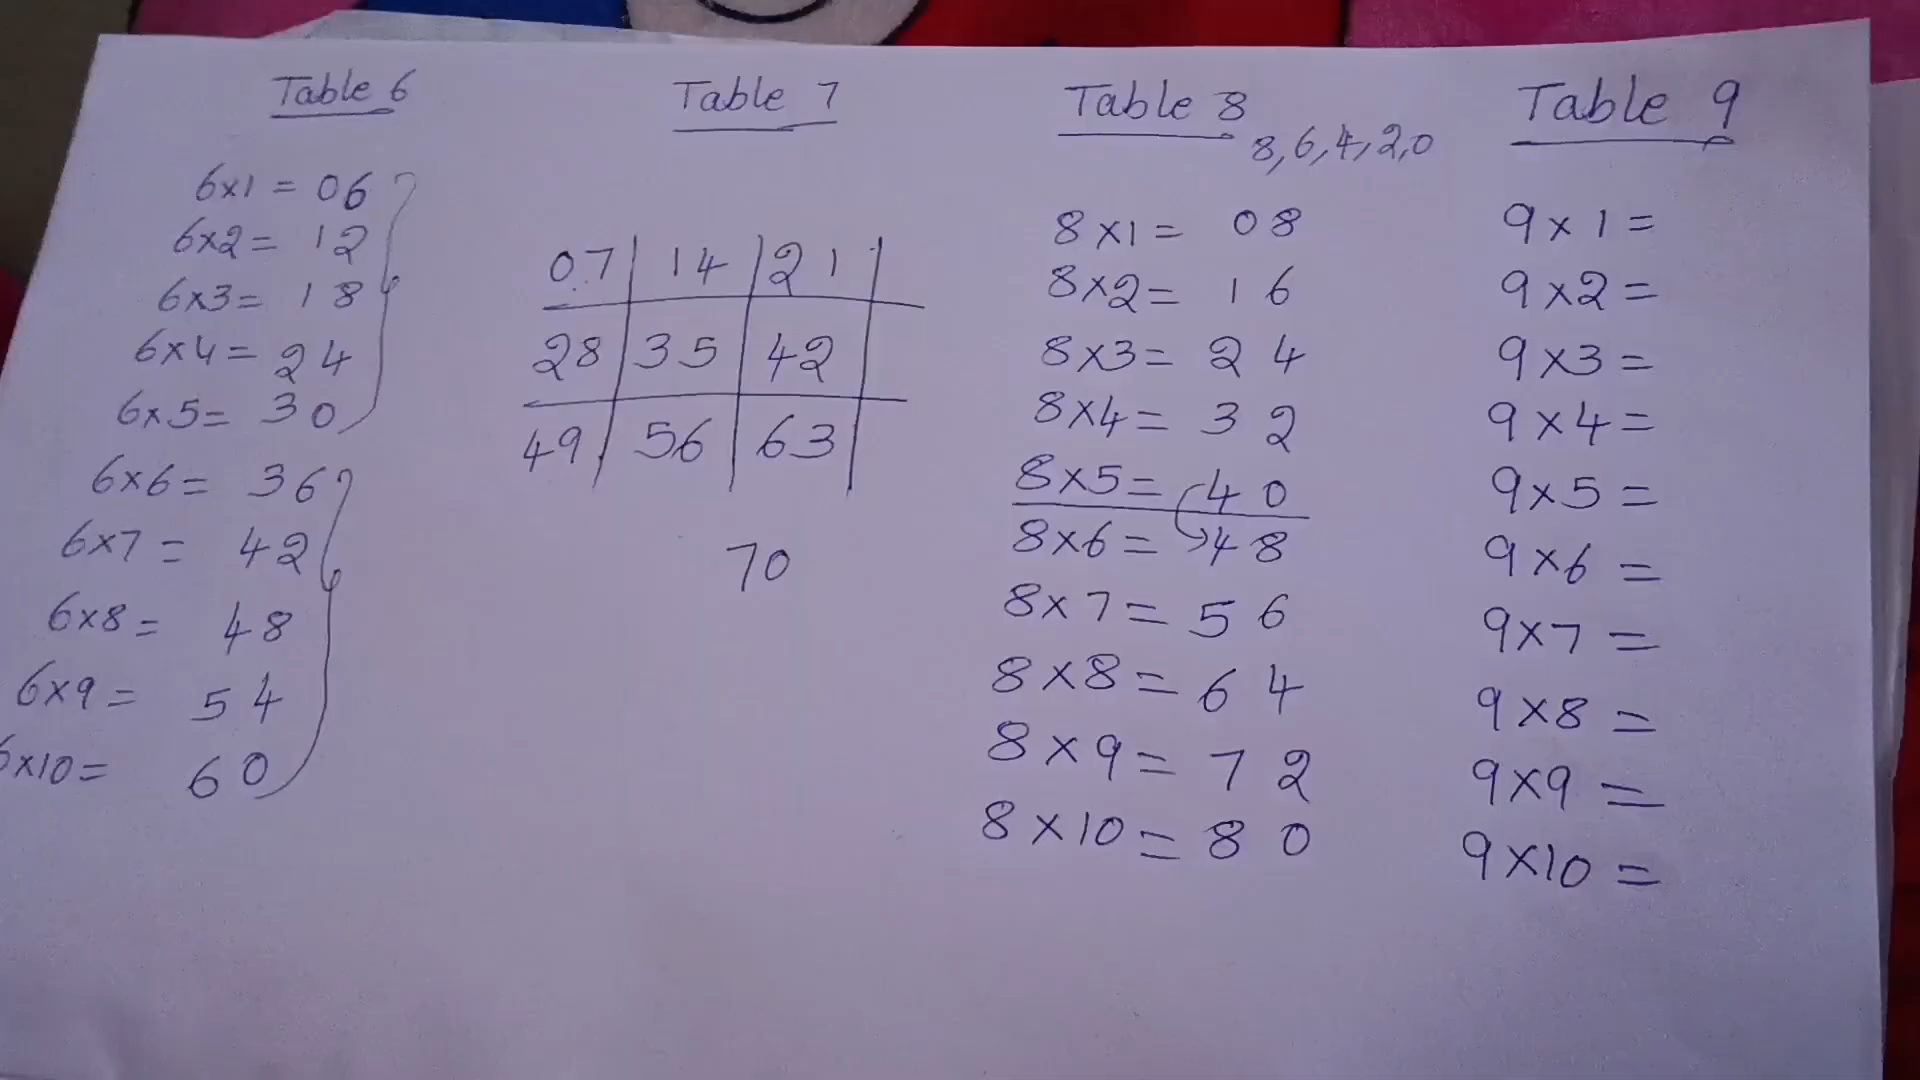 Table 6
6x1 = 06
6x2 = 12
6x3 = 18
6x4 = 24
6x5 = 30
6x6 = 36
6x7 = 42
6x8 = 48
6x9 = 54
6x10 = 60
Table 7
07 14 21
28 35 42
49 56 63
70
Table 8
8,6,4,2,0
8x1 = 08
8x2 = 16
8x3 = 24
8x4 = 32
8x5 = 40
8x6 = 48
8x7 = 56
8x8 = 64
8x9 = 72
8x10 = 80
Table 9
9x1 =
9x2 =
9x3 =
9x4 =
9x5 =
9x6 =
9x7 =
9x8 =
9x9 =
9x10 =